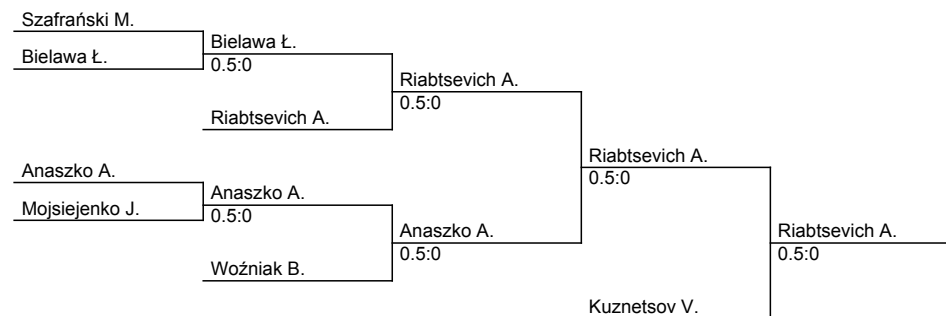 Szafrański M.
Bielawa Ł.
Bielawa Ł.
0.5:0
Riabtsevich A.
0.5:0
Riabtsevich A.
Riabtsevich A.
0.5:0
Anaszko A.
Anaszko A.
0.5:0
Mojsiejenko J.
Anaszko A.
0.5:0
Riabtsevich A.
0.5:0
Woźniak B.
Kuznetsov V.